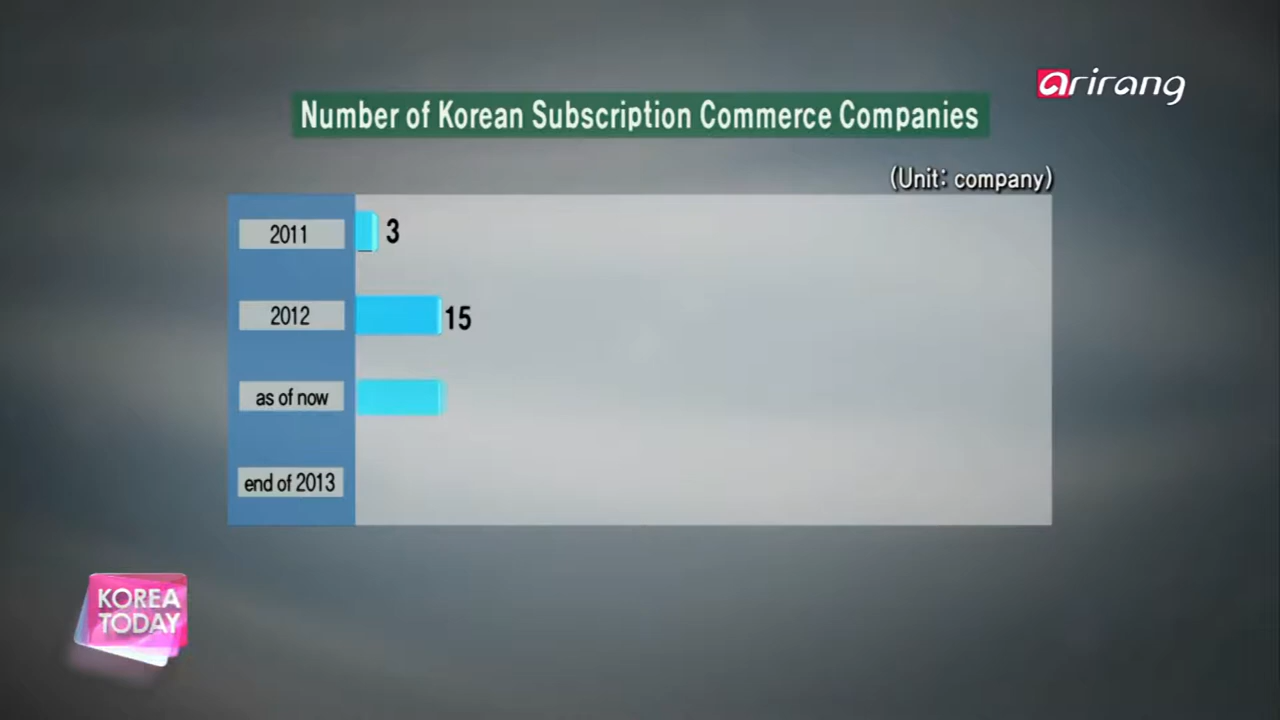 arirang
Number of Korean Subscription Commerce Companies
(Unit: company)
2011 3
2012 15
as of now
end of 2013
KOREA
TODAY